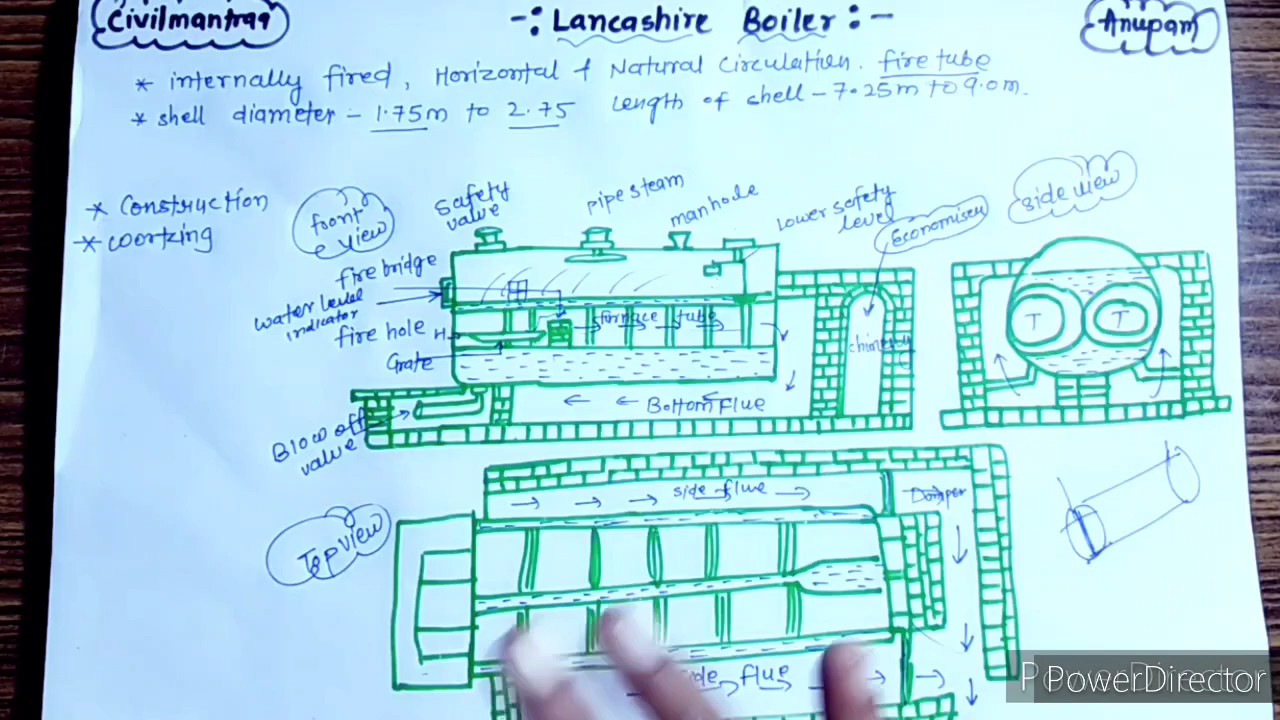 Civilmantraa
-: Lancashire Boiler :-
Anupam
* internally fired, Horizontal & Natural Circulation. fire tube
* shell diameter - 1.75m to 2.75 Length of shell - 7.25m to 9.0m.
* Construction
* Woorking
front view
safety valve
pipe steam
manhole
Lower safety level
Economiser
side view
fire bridge
water level indicator
fire hole
Grate
furnace tube
chimney
T
T
Bottom flue
Blow off valve
Top view
side flue
Damper
side flue
PowerDirector